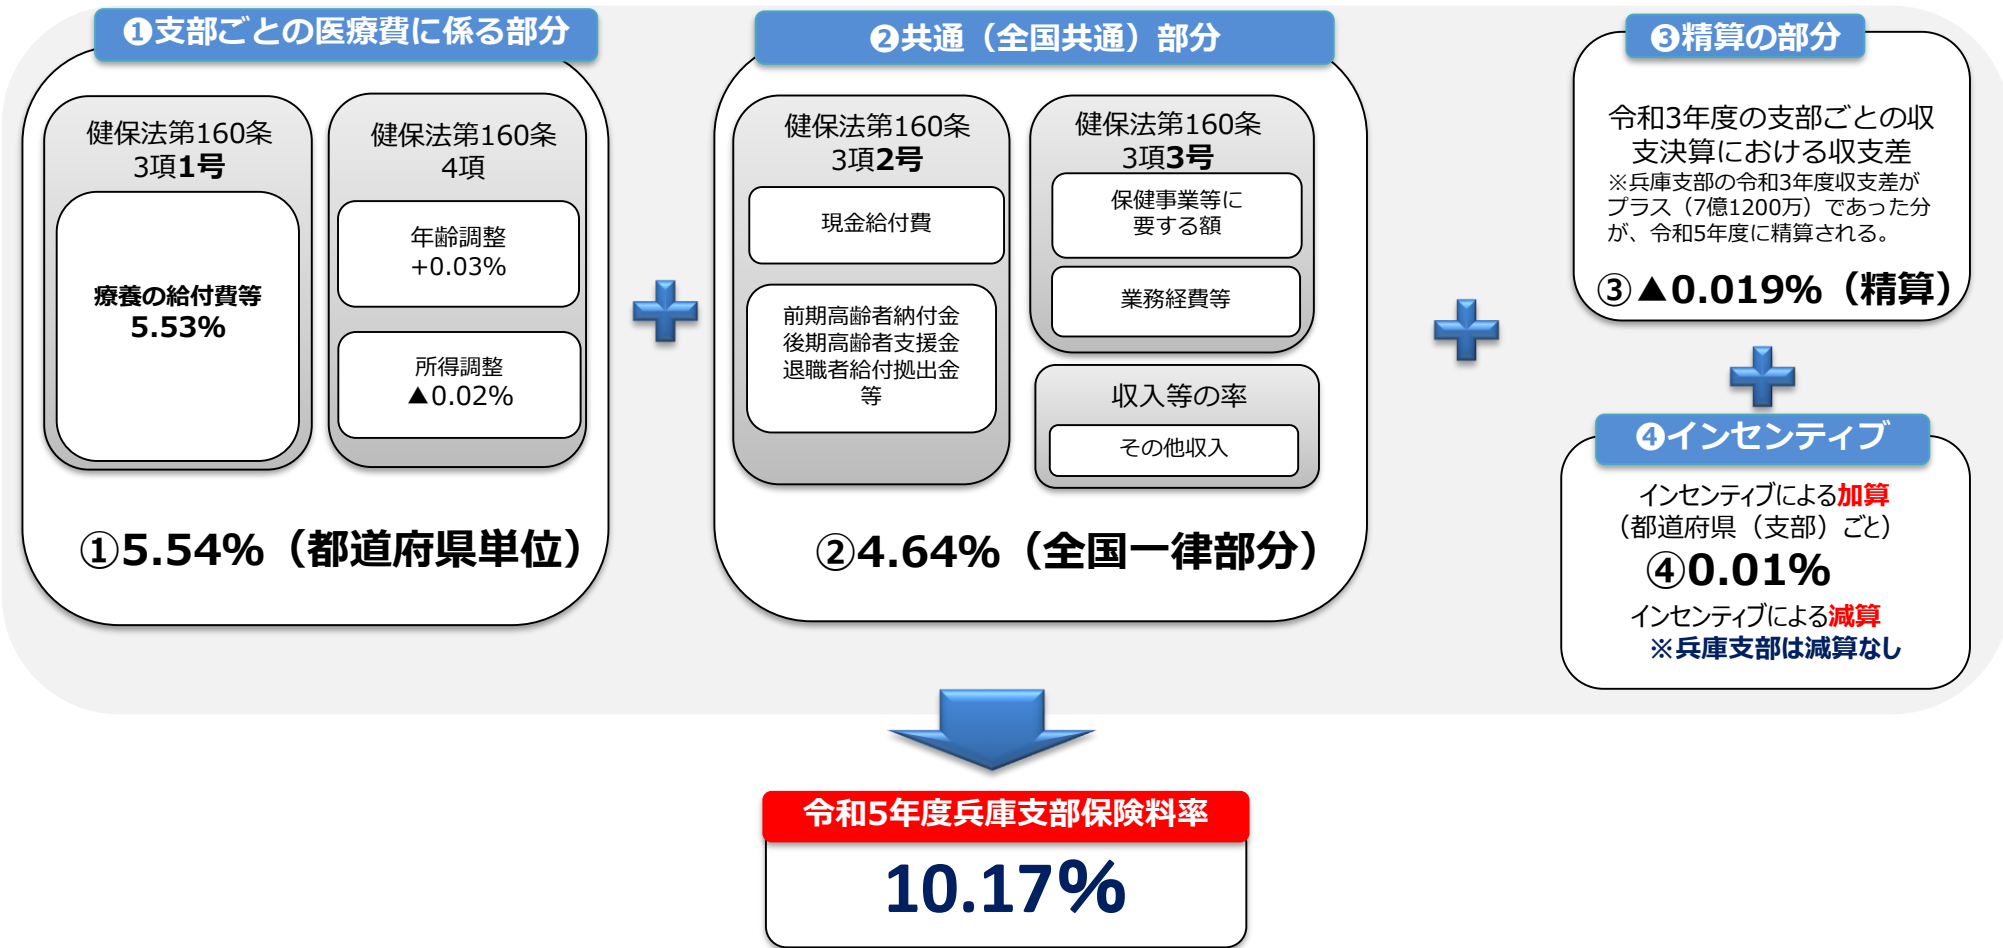 ❶支部ごとの医療費に係る部分
健保法第160条
3項1号
療養の給付費等
5.53%
健保法第160条
4項
年齢調整
+0.03%
所得調整
▲0.02%
①5.54%（都道府県単位）
❷共通（全国共通）部分
健保法第160条
3項2号
現金給付費
前期高齢者納付金
後期高齢者支援金
退職者給付拠出金
等
健保法第160条
3項3号
保健事業等に
要する額
業務経費等
収入等の率
その他収入
②4.64%（全国一律部分）
❸精算の部分
令和3年度の支部ごとの収
支決算における収支差
※兵庫支部の令和3年度収支差が
プラス（7億1200万）であった分
が、令和5年度に精算される。
③▲0.019%（精算）
❹インセンティブ
インセンティブによる加算
（都道府県（支部）ごと）
④0.01%
インセンティブによる減算
※兵庫支部は減算なし
令和5年度兵庫支部保険料率
10.17%